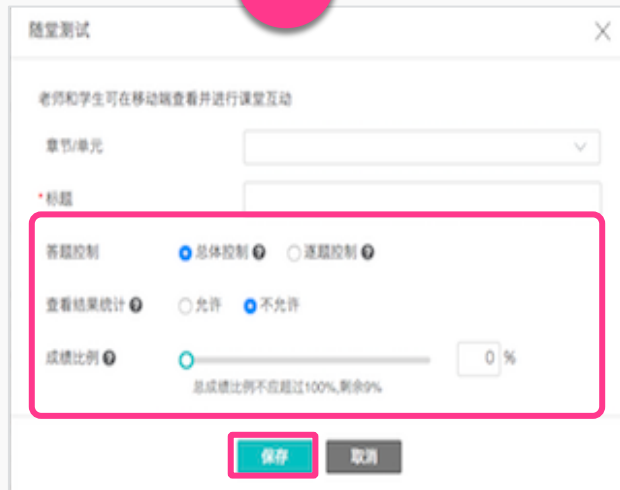 随堂测试
老师和学生可在移动端查看并进行课堂互动
章节/单元
*标题
答题控制 总体控制 ? 逐题控制 ?
查看结果统计 ? 允许 不允许
成绩比例 ? 0 %
总成绩比例不应超过100%,剩余9%
保存 取消